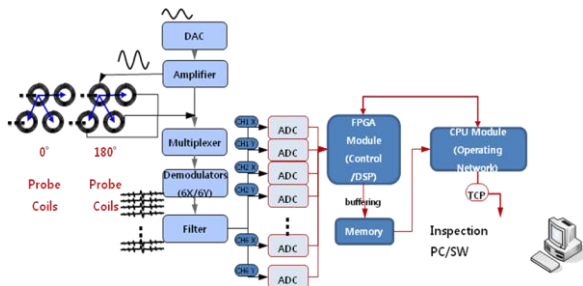 DAC
Amplifier
Multiplexer
Demodulators
(6X/6Y)
Filter
0°
180°
Probe
Coils
Probe
Coils
CH1 X
CH1 Y
CH2 X
CH2 Y
CH6 X
CH6 Y
ADC
ADC
ADC
ADC
ADC
ADC
FPGA
Module
(Control
/DSP)
buffering
Memory
CPU Module
(Operating
Network)
TCP
Inspection
PC/SW